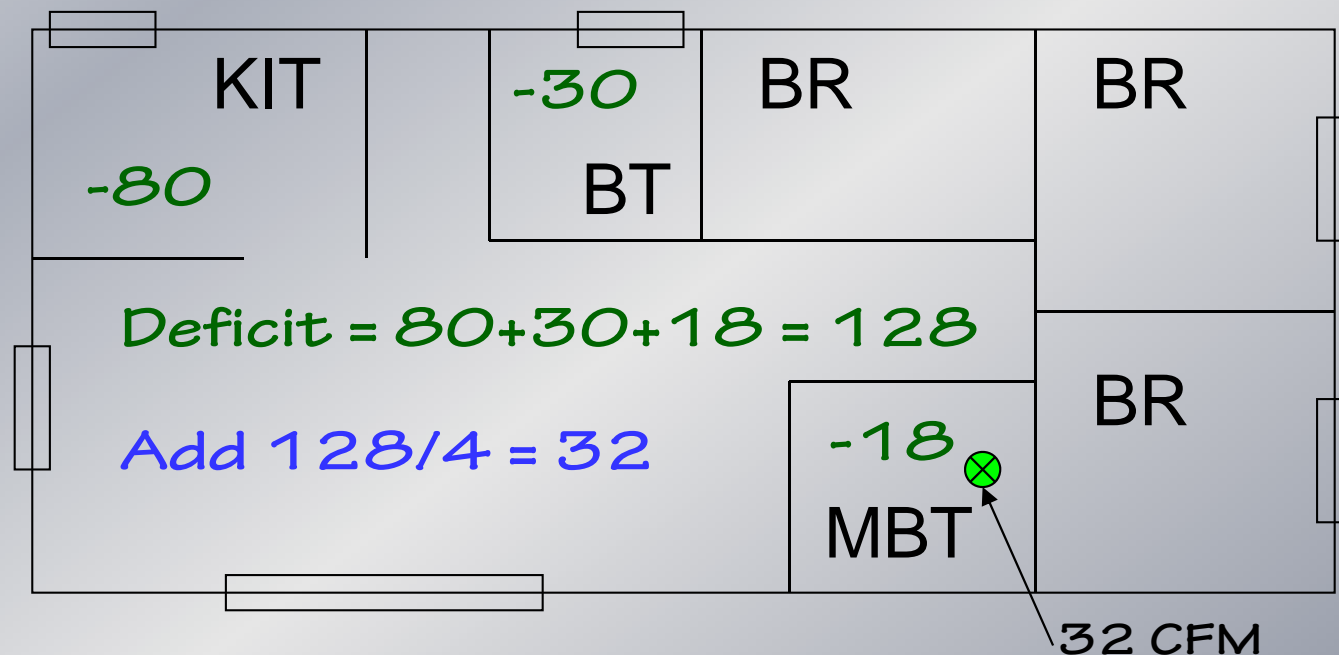 KIT
-30
BR
BR
-80
BT
Deficit = 80+30+18 = 128
BR
Add 128/4 = 32
-18
MBT
32 CFM